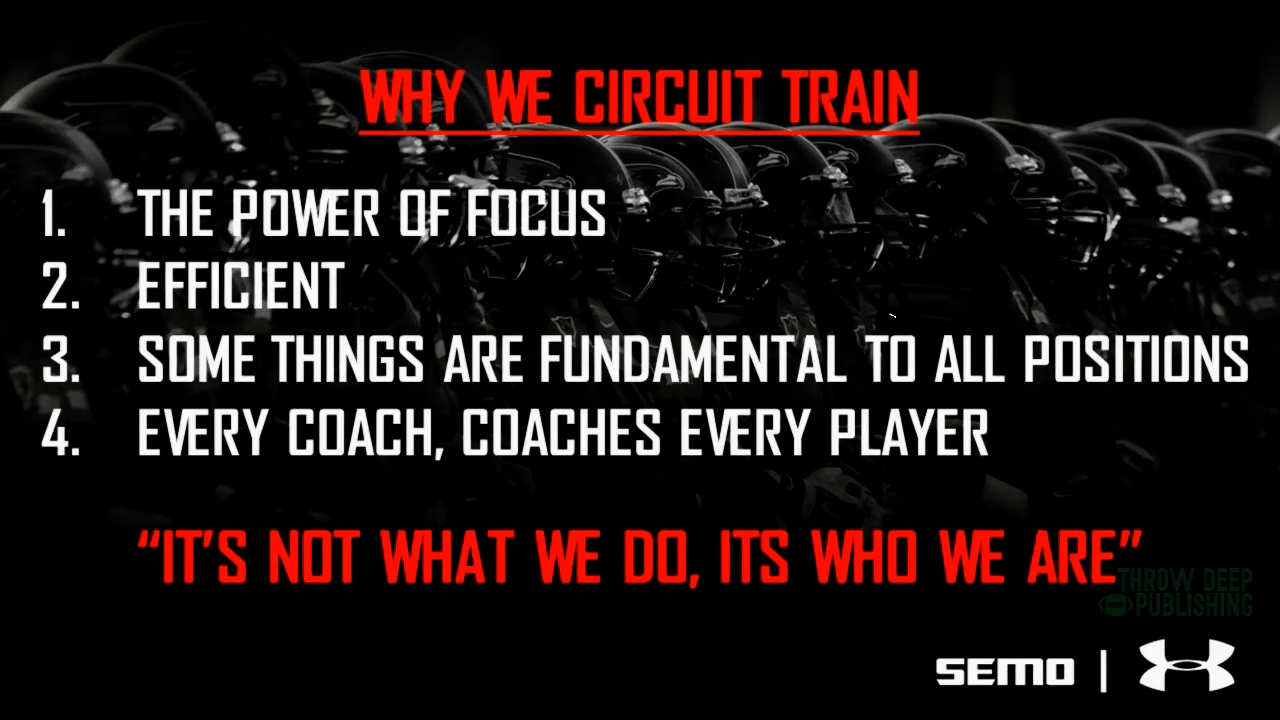 WHY WE CIRCUIT TRAIN
1. THE POWER OF FOCUS
2. EFFICIENT
3. SOME THINGS ARE FUNDAMENTAL TO ALL POSITIONS
4. EVERY COACH, COACHES EVERY PLAYER
“IT’S NOT WHAT WE DO, ITS WHO WE ARE”
THROW DEEP
PUBLISHING
SEMO |